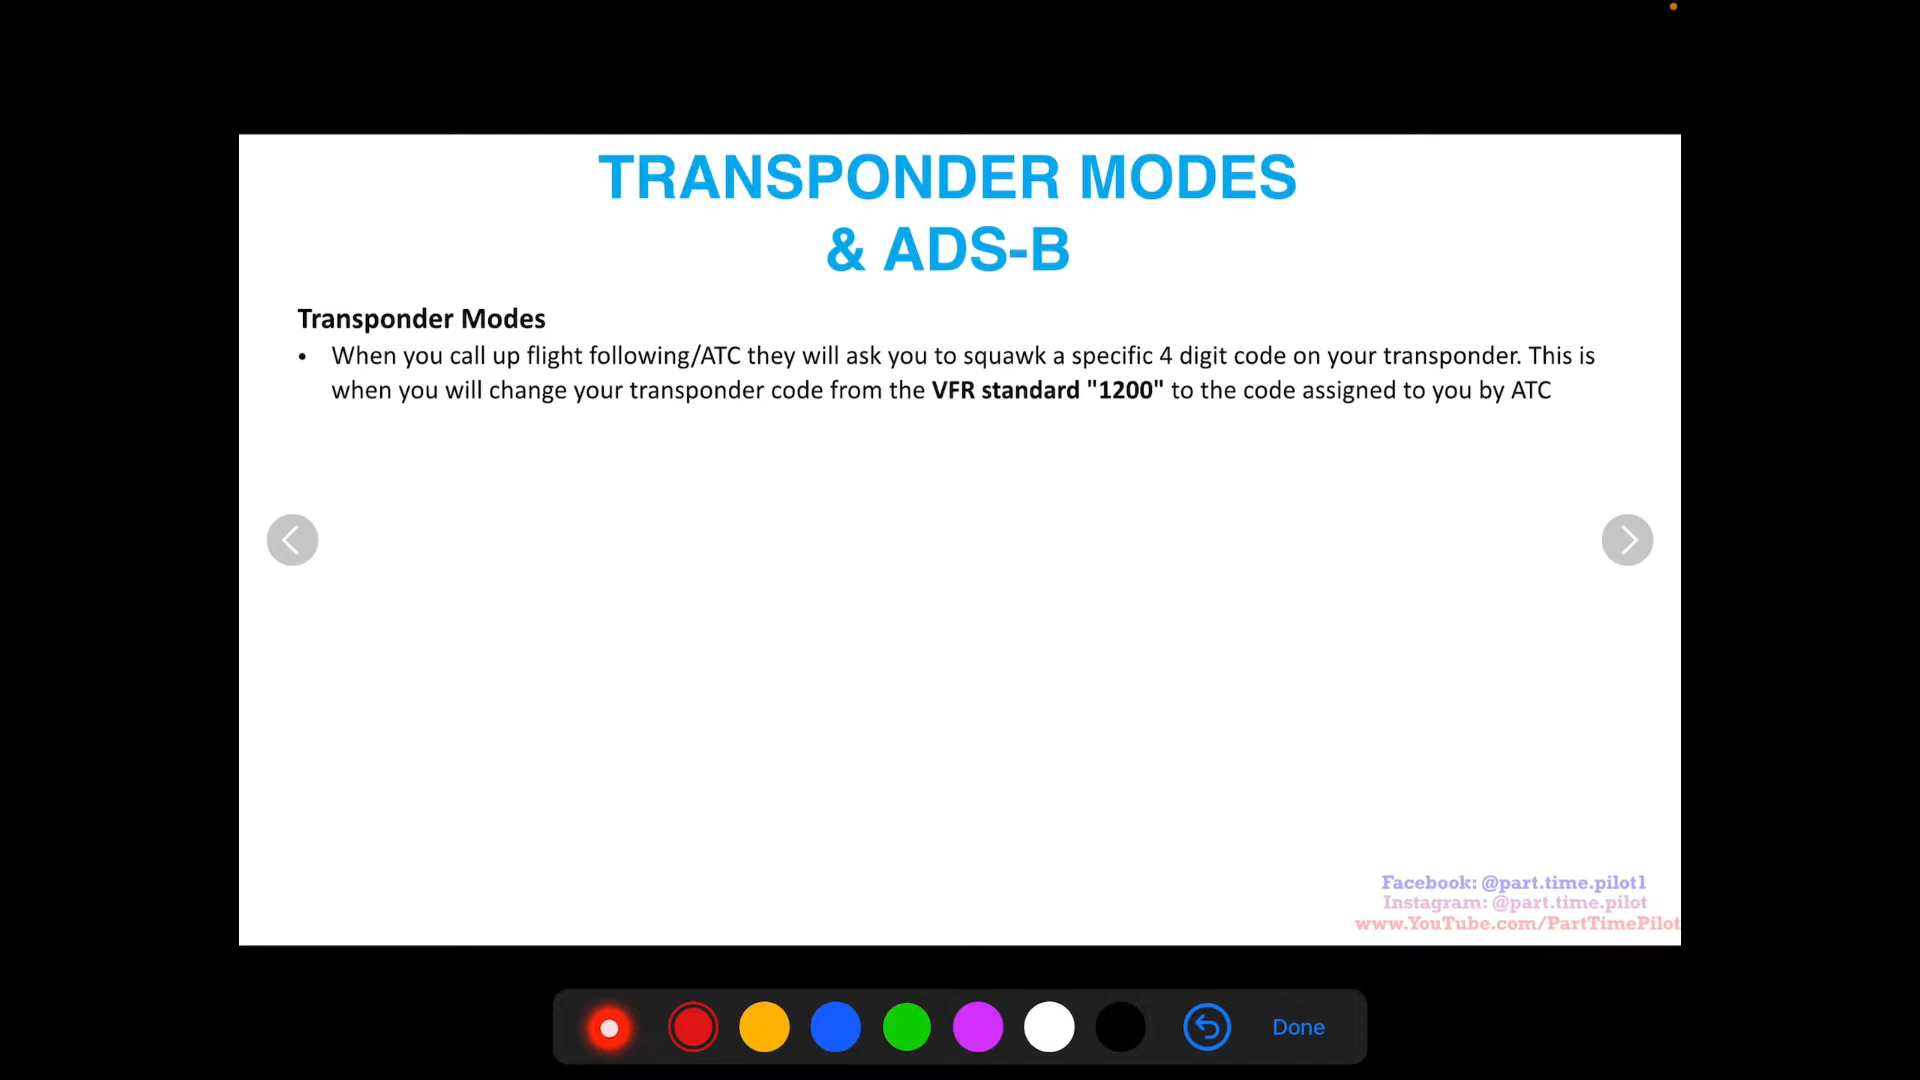 TRANSPONDER MODES
& ADS-B
Transponder Modes
• When you call up flight following/ATC they will ask you to squawk a specific 4 digit code on your transponder. This is
when you will change your transponder code from the VFR standard "1200" to the code assigned to you by ATC
Facebook: @part.time.pilot1
Instagram: @part.time.pilot
www.YouTube.com/PartTimePilot
Done